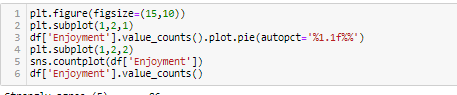 1 plt.figure(figsize=(15,10))
2 plt.subplot(1,2,1)
3 df['Enjoyment'].value_counts().plot.pie(autopct='%1.1f%%')
4 plt.subplot(1,2,2)
5 sns.countplot(df['Enjoyment'])
6 df['Enjoyment'].value_counts()